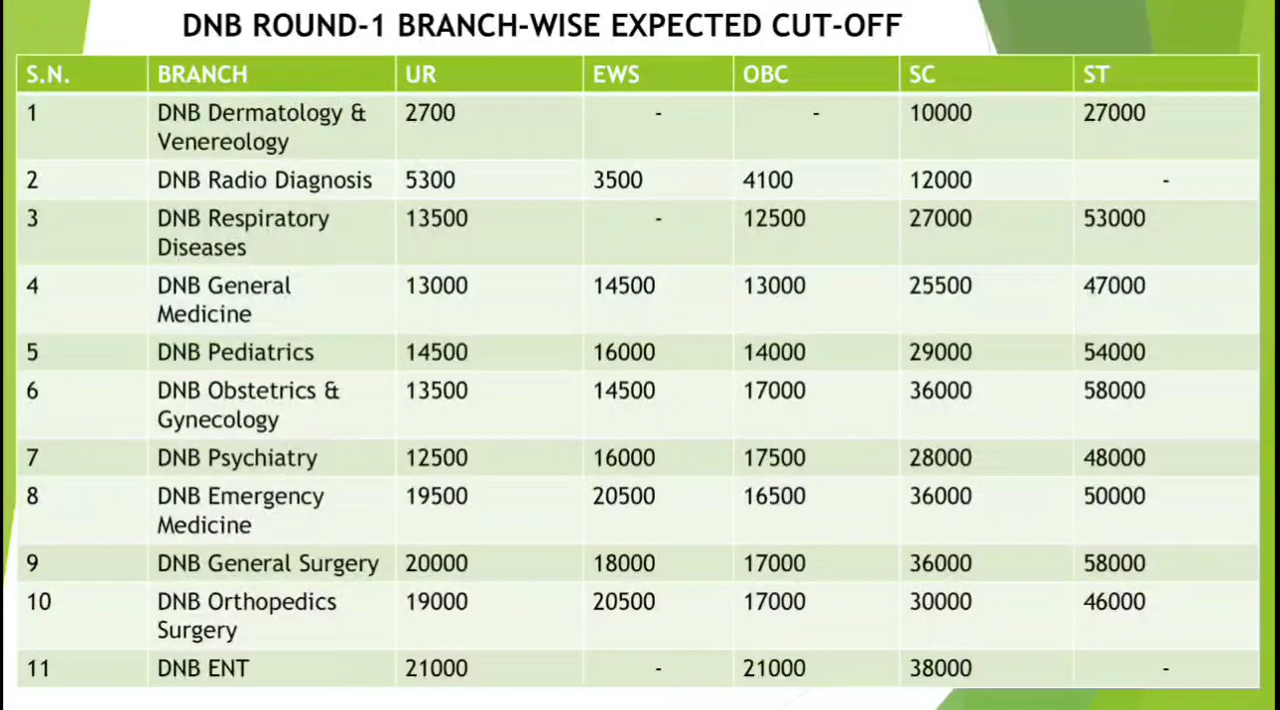 DNB ROUND-1 BRANCH-WISE EXPECTED CUT-OFF
S.N. BRANCH UR EWS OBC SC ST
1 DNB Dermatology & 2700 - - 10000 27000
Venereology
2 DNB Radio Diagnosis 5300 3500 4100 12000 -
3 DNB Respiratory 13500 - 12500 27000 53000
Diseases
4 DNB General 13000 14500 13000 25500 47000
Medicine
5 DNB Pediatrics 14500 16000 14000 29000 54000
6 DNB Obstetrics & 13500 14500 17000 36000 58000
Gynecology
7 DNB Psychiatry 12500 16000 17500 28000 48000
8 DNB Emergency 19500 20500 16500 36000 50000
Medicine
9 DNB General Surgery 20000 18000 17000 36000 58000
10 DNB Orthopedics 19000 20500 17000 30000 46000
Surgery
11 DNB ENT 21000 - 21000 38000 -